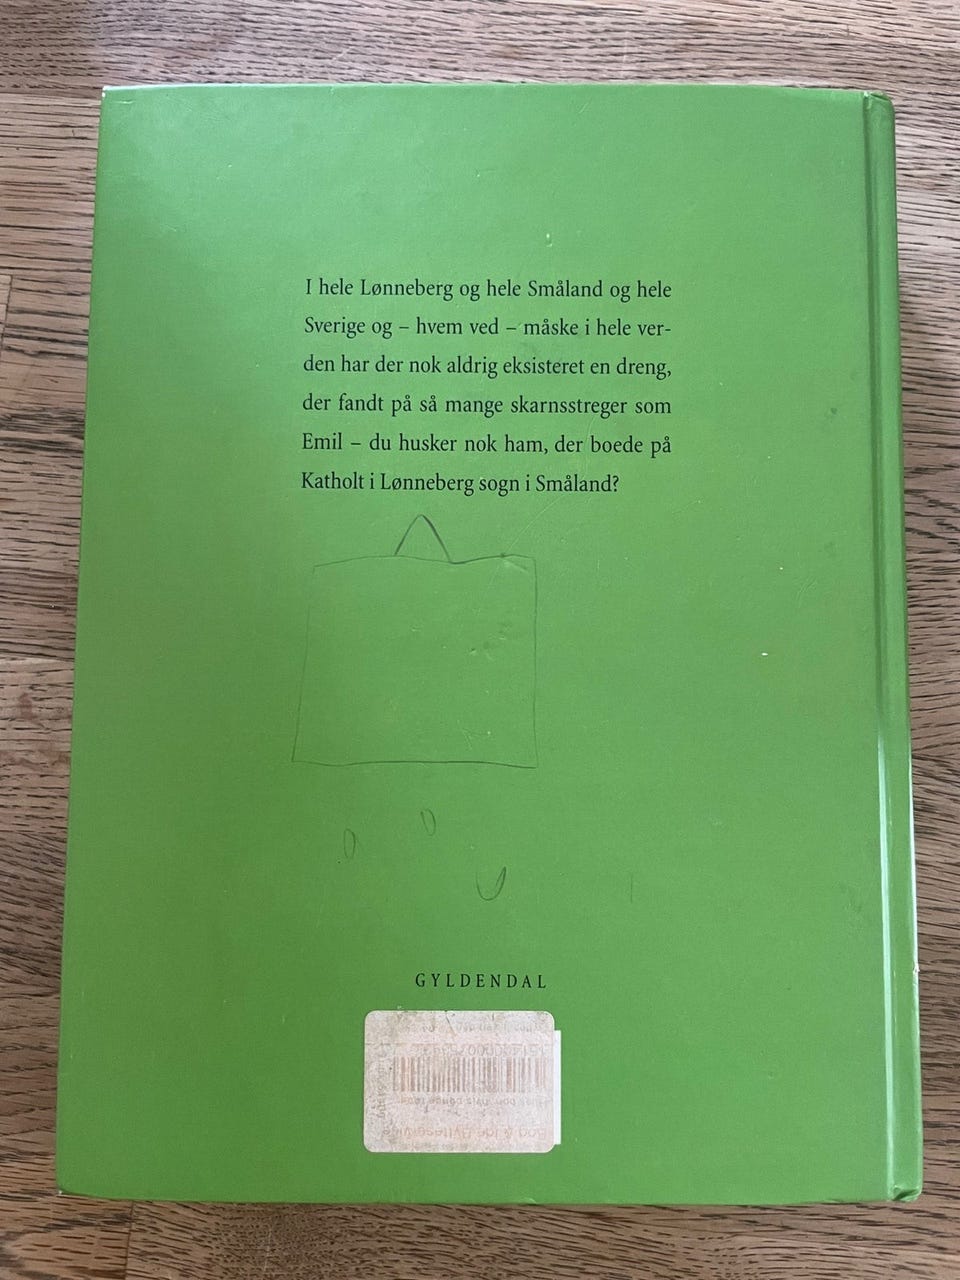 I hele Lønneberg og hele Småland og hele
Sverige og – hvem ved – måske i hele ver-
den har der nok aldrig eksisteret en dreng,
der fandt på så mange skarnsstreger som
Emil – du husker nok ham, der boede på
Katholt i Lønneberg sogn i Småland?
GYLDENDAL